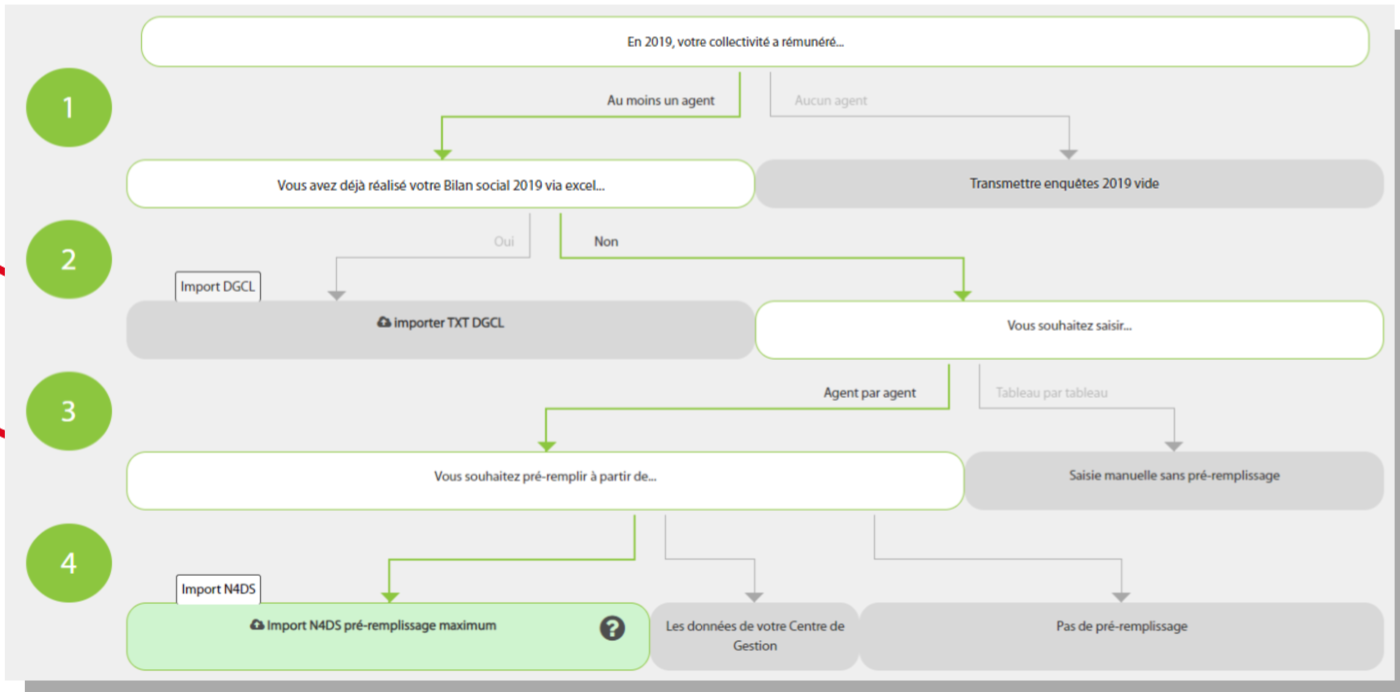 En 2019, votre collectivité a rémunéré...
1
Au moins un agent
Aucun agent
Vous avez déjà réalisé votre Bilan social 2019 via excel...
Transmettre enquêtes 2019 vide
2
Oui
Non
Import DGCL
importer TXT DGCL
Vous souhaitez saisir...
3
Agent par agent
Tableau par tableau
Vous souhaitez pré-remplir à partir de...
Saisie manuelle sans pré-remplissage
4
Import N4DS
Import N4DS pré-remplissage maximum
?
Les données de votre Centre de
Gestion
Pas de pré-remplissage